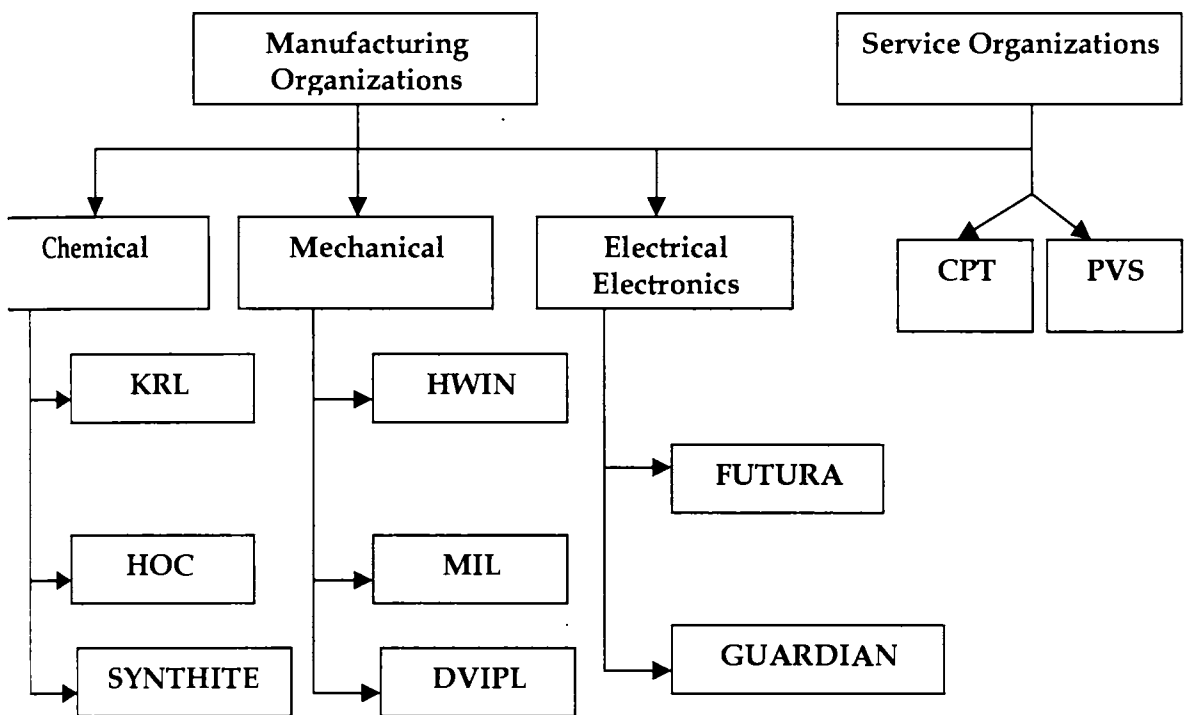 Manufacturing
Organizations
Service Organizations
Chemical
Mechanical
Electrical
Electronics
CPT
PVS
KRL
HWIN
FUTURA
HOC
MIL
GUARDIAN
SYNTHITE
DVIPL